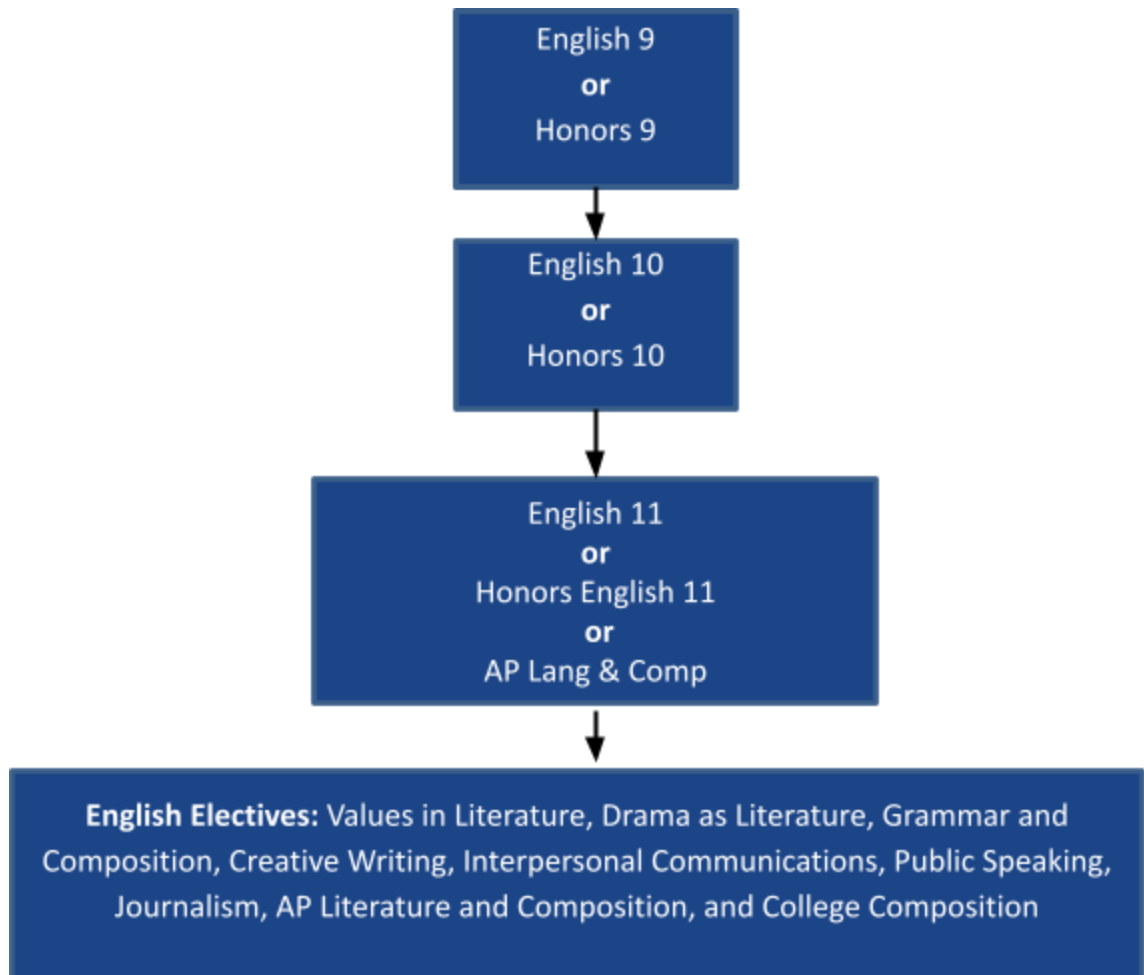 English 9
or
Honors 9
English 10
or
Honors 10
English 11
or
Honors English 11
or
AP Lang & Comp
English Electives: Values in Literature, Drama as Literature, Grammar and
Composition, Creative Writing, Interpersonal Communications, Public Speaking,
Journalism, AP Literature and Composition, and College Composition